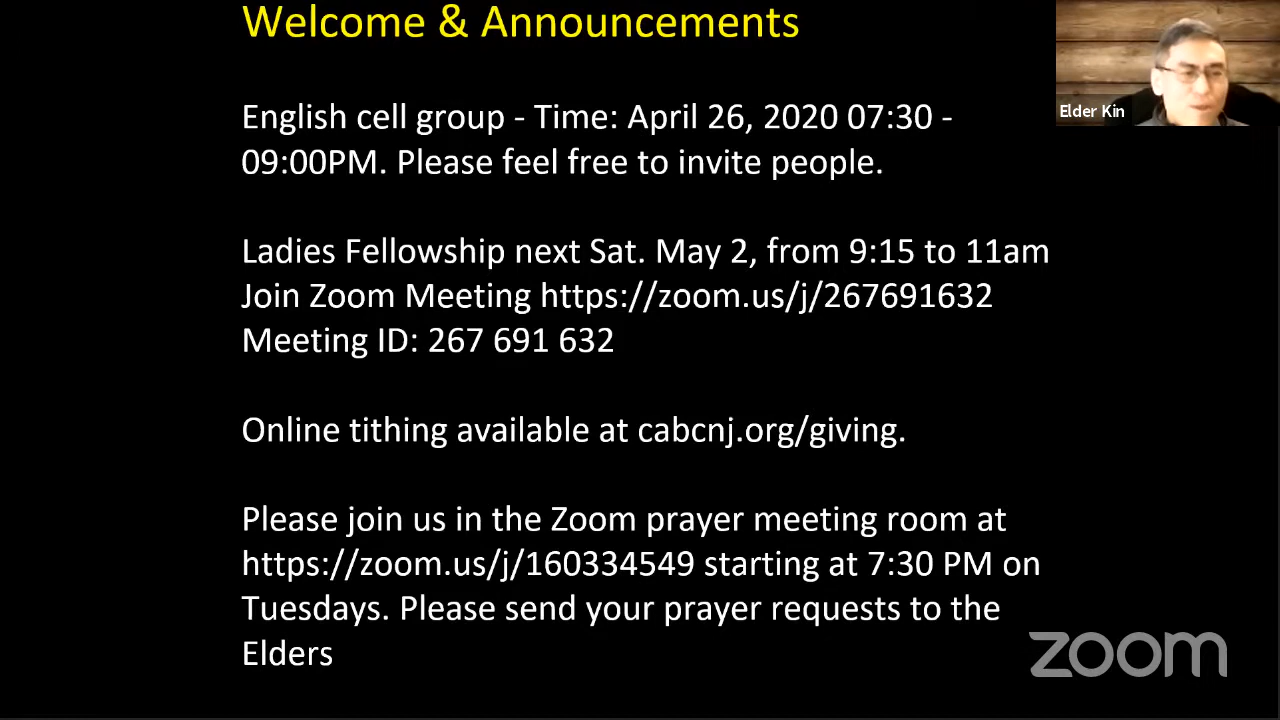 Welcome & Announcements
Elder Kin
English cell group - Time: April 26, 2020 07:30 -
09:00PM. Please feel free to invite people.
Ladies Fellowship next Sat. May 2, from 9:15 to 11am
Join Zoom Meeting https://zoom.us/j/267691632
Meeting ID: 267 691 632
Online tithing available at cabcnj.org/giving.
Please join us in the Zoom prayer meeting room at
https://zoom.us/j/160334549 starting at 7:30 PM on
Tuesdays. Please send your prayer requests to the
Elders
zoom